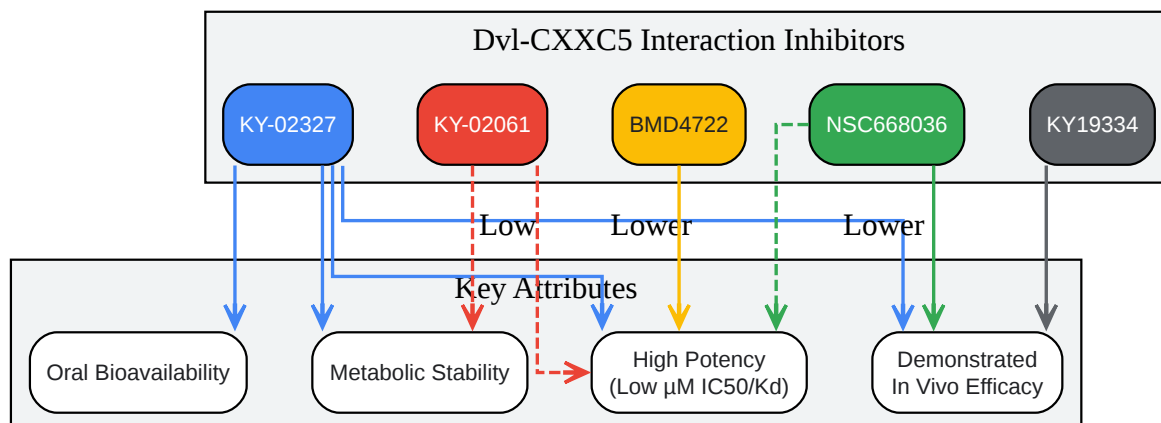 Dvl-CXXC5 Interaction Inhibitors
KY-02327
KY-02061
BMD4722
NSC668036
KY19334
Low
Lower
Lower
Key Attributes
Oral Bioavailability
Metabolic Stability
High Potency
(Low µM IC50/Kd)
Demonstrated
In Vivo Efficacy